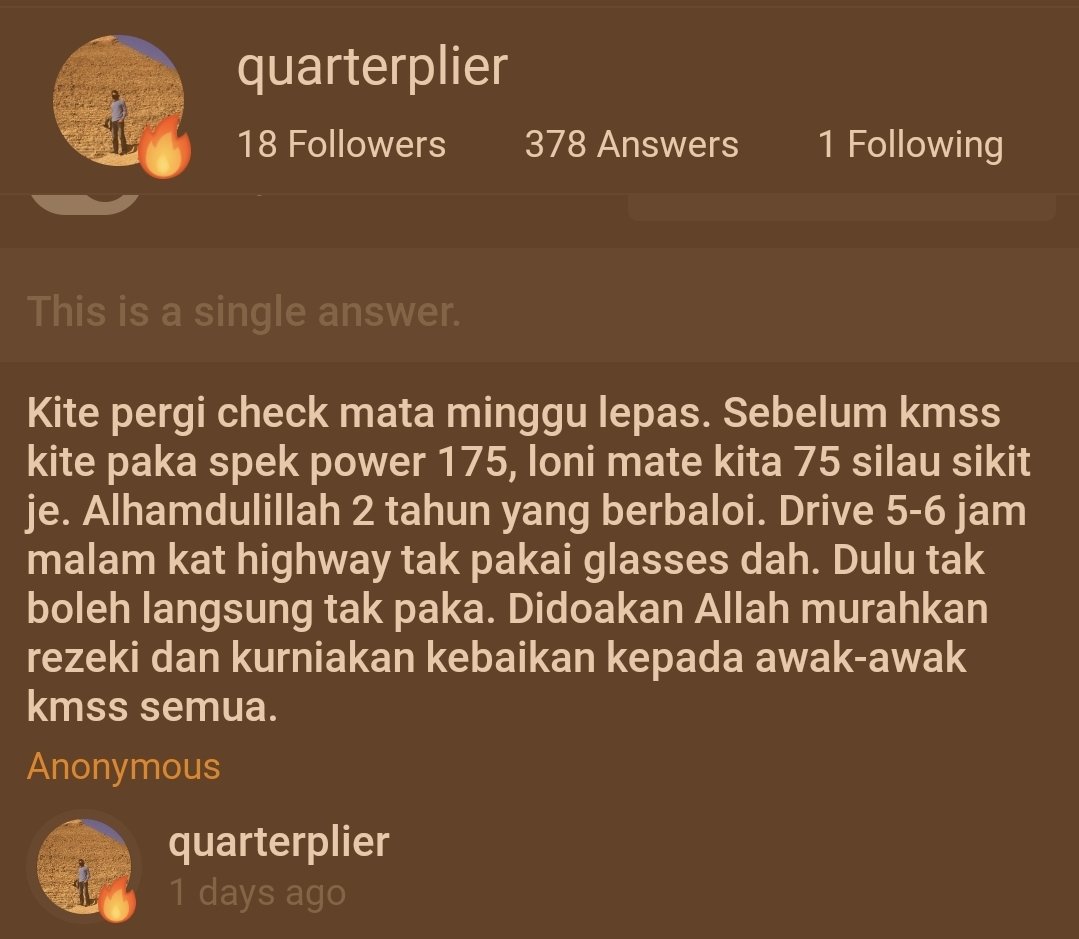 quarterplier
18 Followers 378 Answers 1 Following
This is a single answer.
Kite pergi check mata minggu lepas. Sebelum kmss
kite paka spek power 175, loni mate kita 75 silau sikit
je. Alhamdulillah 2 tahun yang berbaloi. Drive 5-6 jam
malam kat highway tak pakai glasses dah. Dulu tak
boleh langsung tak paka. Didoakan Allah murahkan
rezeki dan kurniakan kebaikan kepada awak-awak
kmss semua.
Anonymous
quarterplier
1 days ago